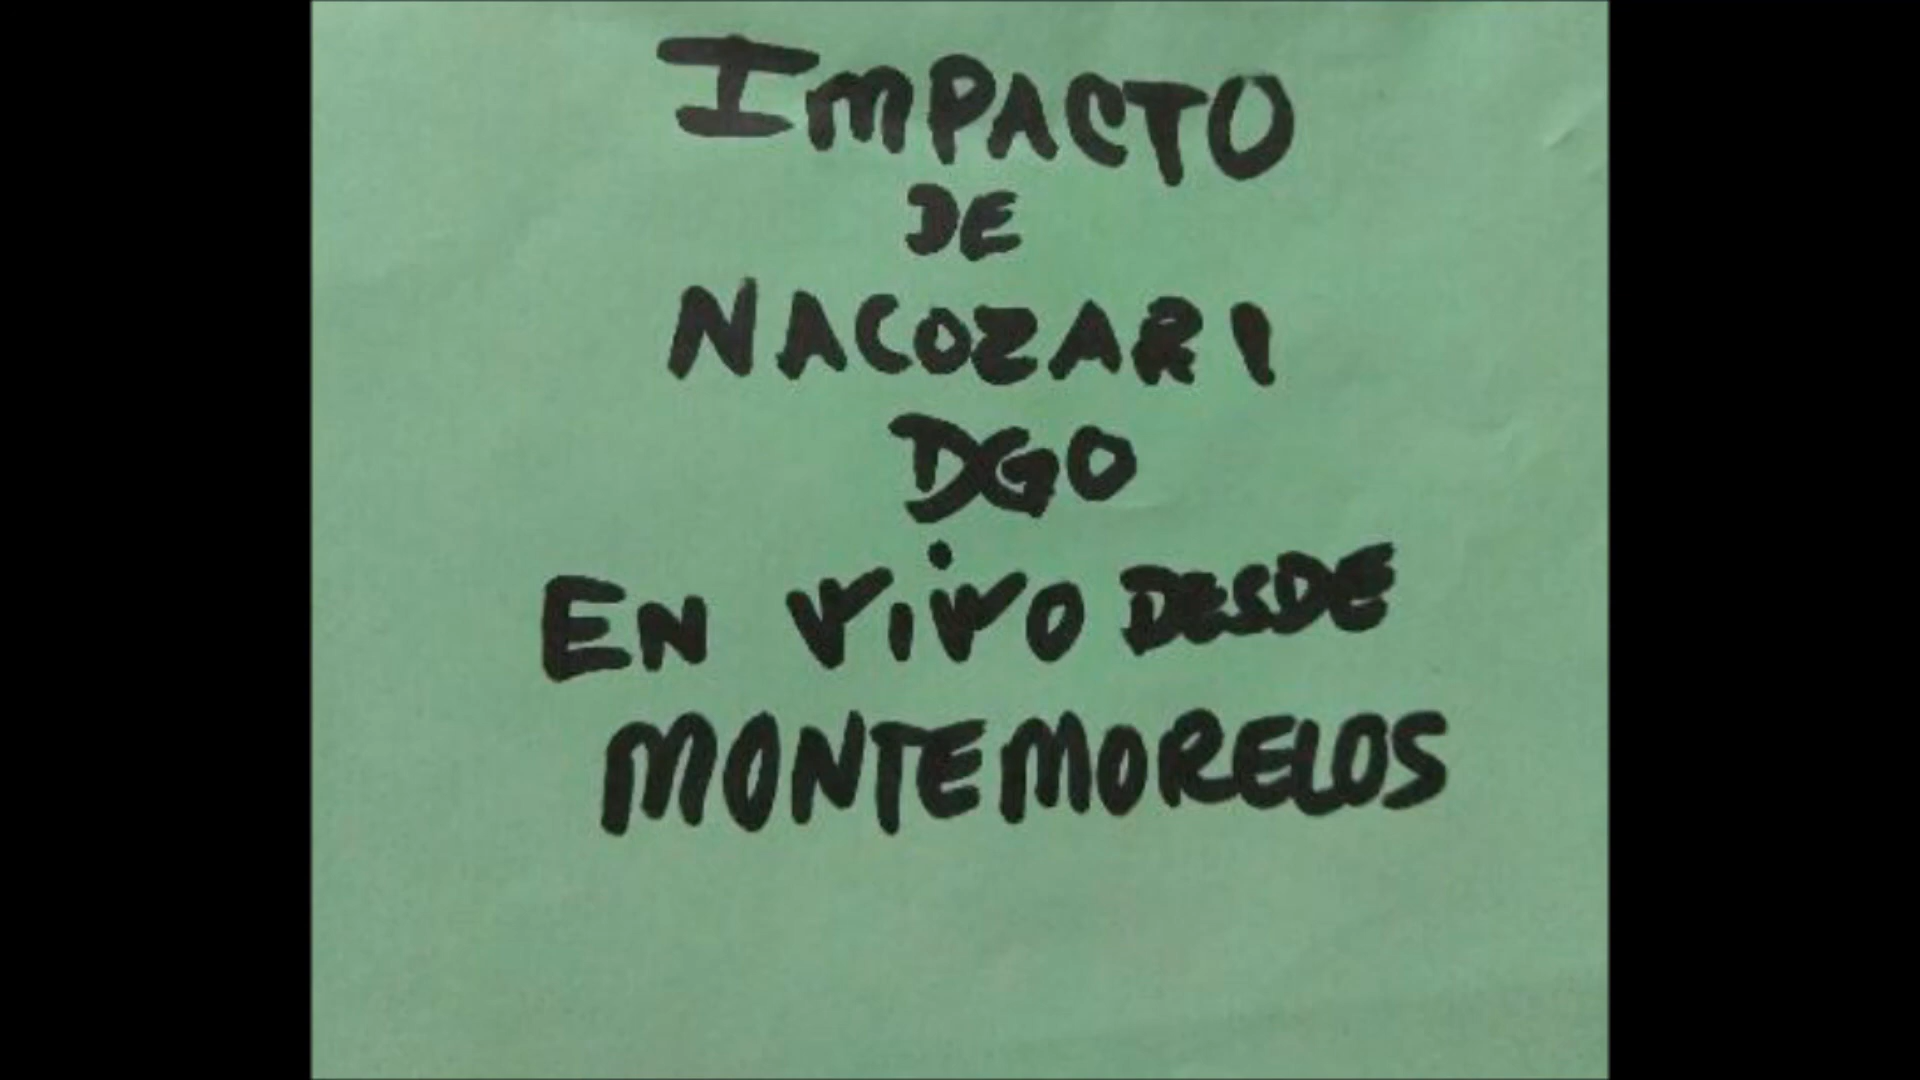 IMPACTO
DE
NACOZARI
DGO
EN VIVO DESDE
MONTEMORELOS